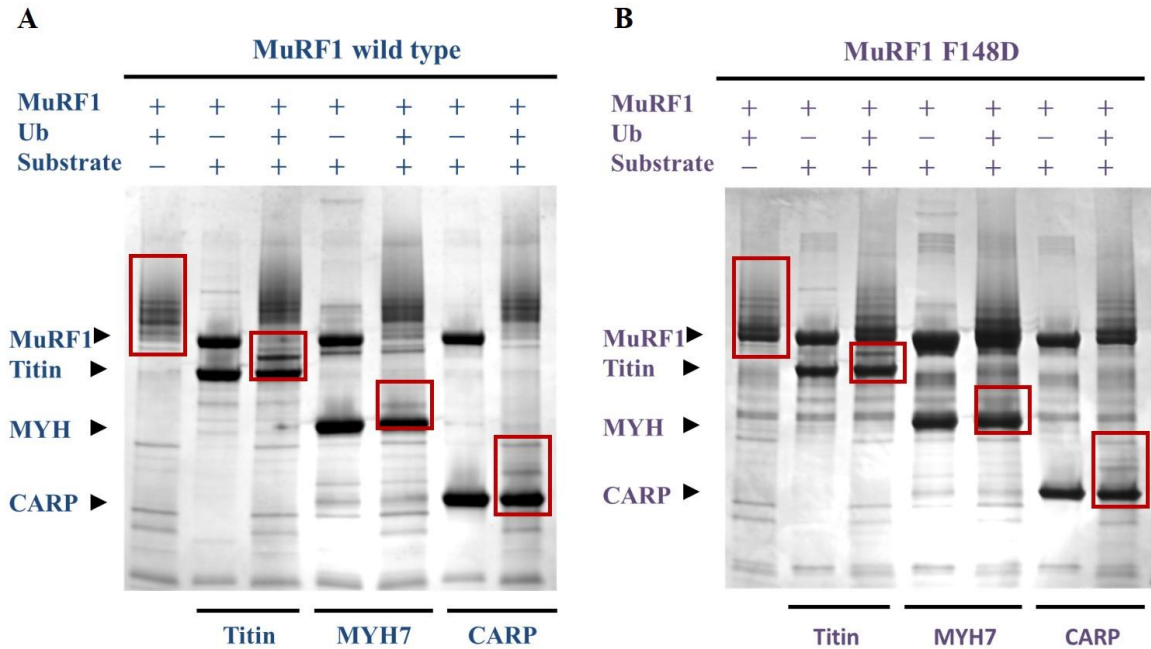 A
MuRF1 wild type
MuRF1 + + + + + + +
Ub + − + − + − +
Substrate − + + + + + +
MuRF1
Titin
MYH
CARP
Titin MYH7 CARP
B
MuRF1 F148D
MuRF1 + + + + + + +
Ub + − + − + − +
Substrate − + + + + + +
MuRF1
Titin
MYH
CARP
Titin MYH7 CARP